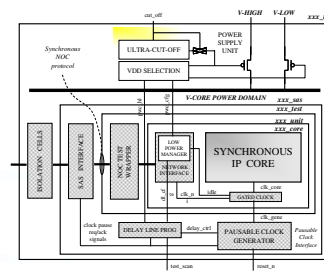 cut_off
V-HIGH
V-LOW
Synchronous
NOC
protocol
ULTRA-CUT-OFF
POWER
SUPPLY
UNIT
VDD SELECTION
V-CORE POWER DOMAIN
xxx_sas
xxx_test
xxx_unit
xxx_core
ISOLATION CELLS
SAS INTERFACE
NOC TEST
WRAPPER
LOW
POWER
MANAGER
NETWORK
INTERFACE
SYNCHRONOUS
IP CORE
clk_core
idle
clk_n
i
GATED CLOCK
clk_gene
clock pause
req/ack
signals
DELAY LINE PROG
delay_ctrl
PAUSABLE CLOCK
GENERATOR
Pausable
Clock
Interface
test_scan
reset_n